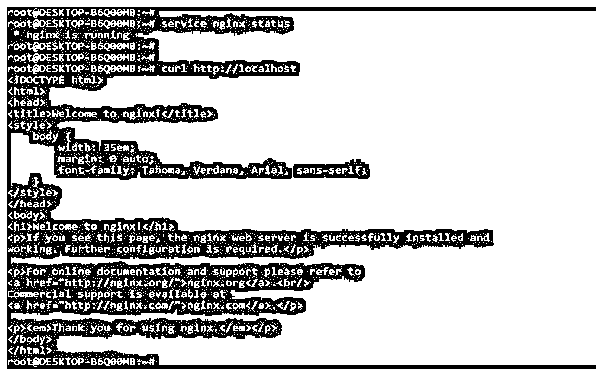 root@DESKTOP-B6Q00MB:~#
root@DESKTOP-B6Q00MB:~# service nginx status
 * nginx is running
root@DESKTOP-B6Q00MB:~#
root@DESKTOP-B6Q00MB:~#
root@DESKTOP-B6Q00MB:~# curl http://localhost
<!DOCTYPE html>
<html>
<head>
<title>Welcome to nginx!</title>
<style>
    body {
        width: 35em;
        margin: 0 auto;
        font-family: Tahoma, Verdana, Arial, sans-serif;
    }
</style>
</head>
<body>
<h1>Welcome to nginx!</h1>
<p>If you see this page, the nginx web server is successfully installed and
working. Further configuration is required.</p>

<p>For online documentation and support please refer to
<a href="http://nginx.org/">nginx.org</a>.<br/>
Commercial support is available at
<a href="http://nginx.com/">nginx.com</a>.</p>

<p><em>Thank you for using nginx.</em></p>
</body>
</html>
root@DESKTOP-B6Q00MB:~#